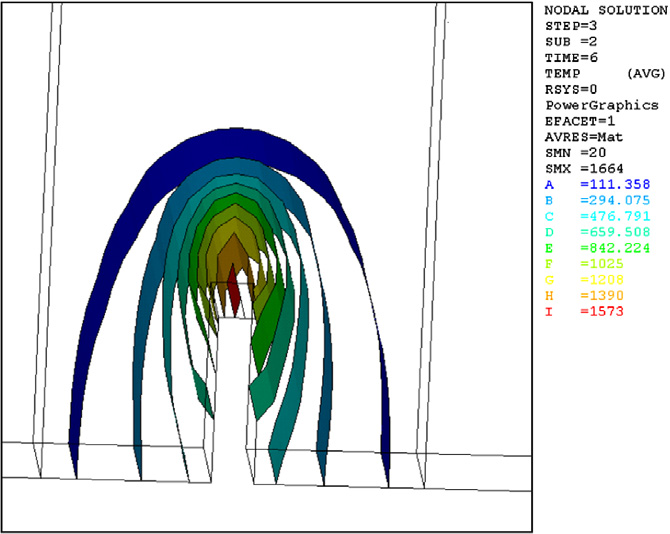 NODAL SOLUTION
STEP=3
SUB =2
TIME=6
TEMP (AVG)
RSYS=0
PowerGraphics
EFACET=1
AVRES=Mat
SMN =20
SMX =1664
A =111.358
B =294.075
C =476.791
D =659.508
E =842.224
F =1025
G =1208
H =1390
I =1573